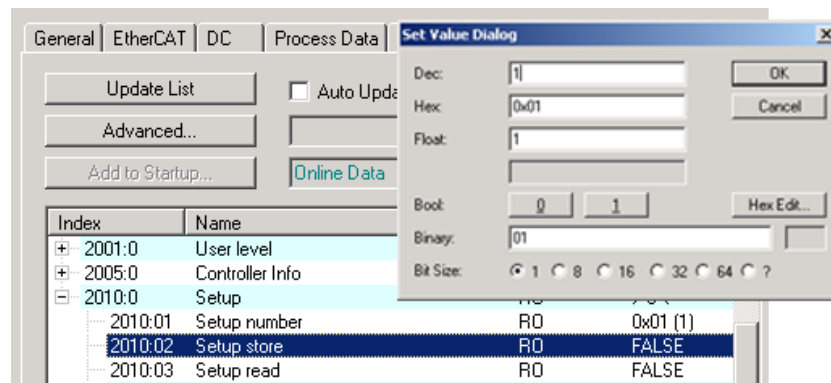 General EtherCAT DC Process Data
Update List Auto Upda
Advanced...
Add to Startup... Online Data
Index Name
2001:0 User level
2005:0 Controller Info
2010:0 Setup RO
2010:01 Setup number RO 0x01 (1)
2010:02 Setup store RO FALSE
2010:03 Setup read RO FALSE
Set Value Dialog
Dec: 1 OK
Hex: 0x01 Cancel
Float: 1
Bool: 0 1 Hex Edit...
Binary: 01
Bit Size: 1 8 16 32 64 ?